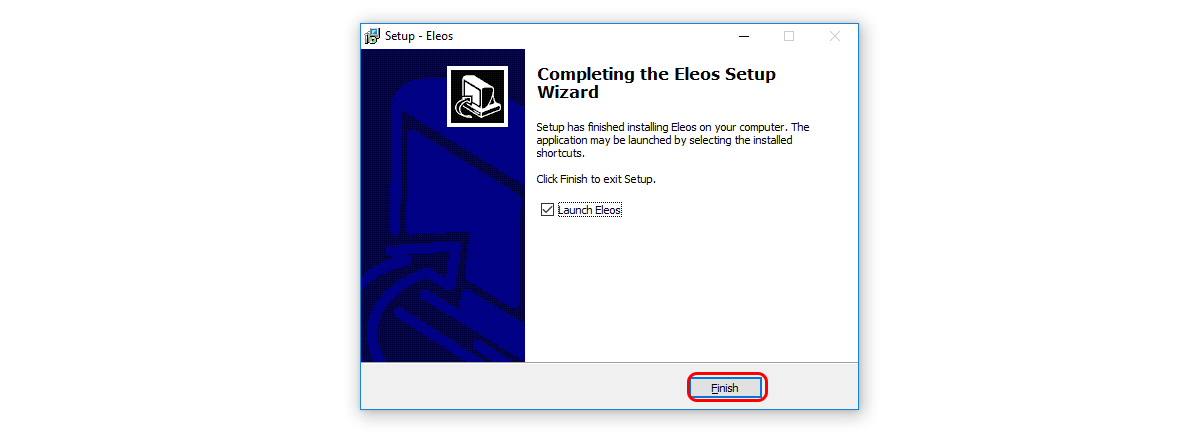 Setup - Eleos
Completing the Eleos Setup
Wizard
Setup has finished installing Eleos on your computer. The
application may be launched by selecting the installed
shortcuts.
Click Finish to exit Setup.
Launch Eleos
Finish